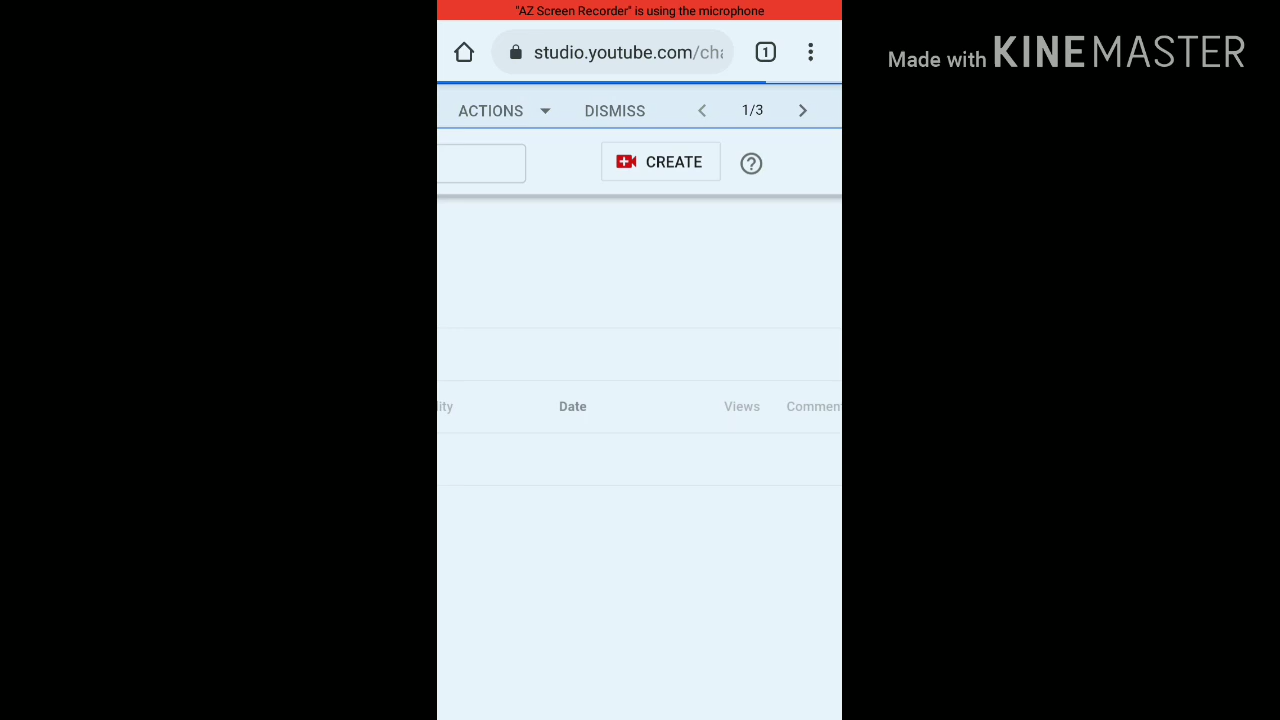 "AZ Screen Recorder" is using the microphone
Made with KINEMASTER
studio.youtube.com/cha
1
ACTIONS DISMISS 1/3
CREATE
lity Date Views Commen